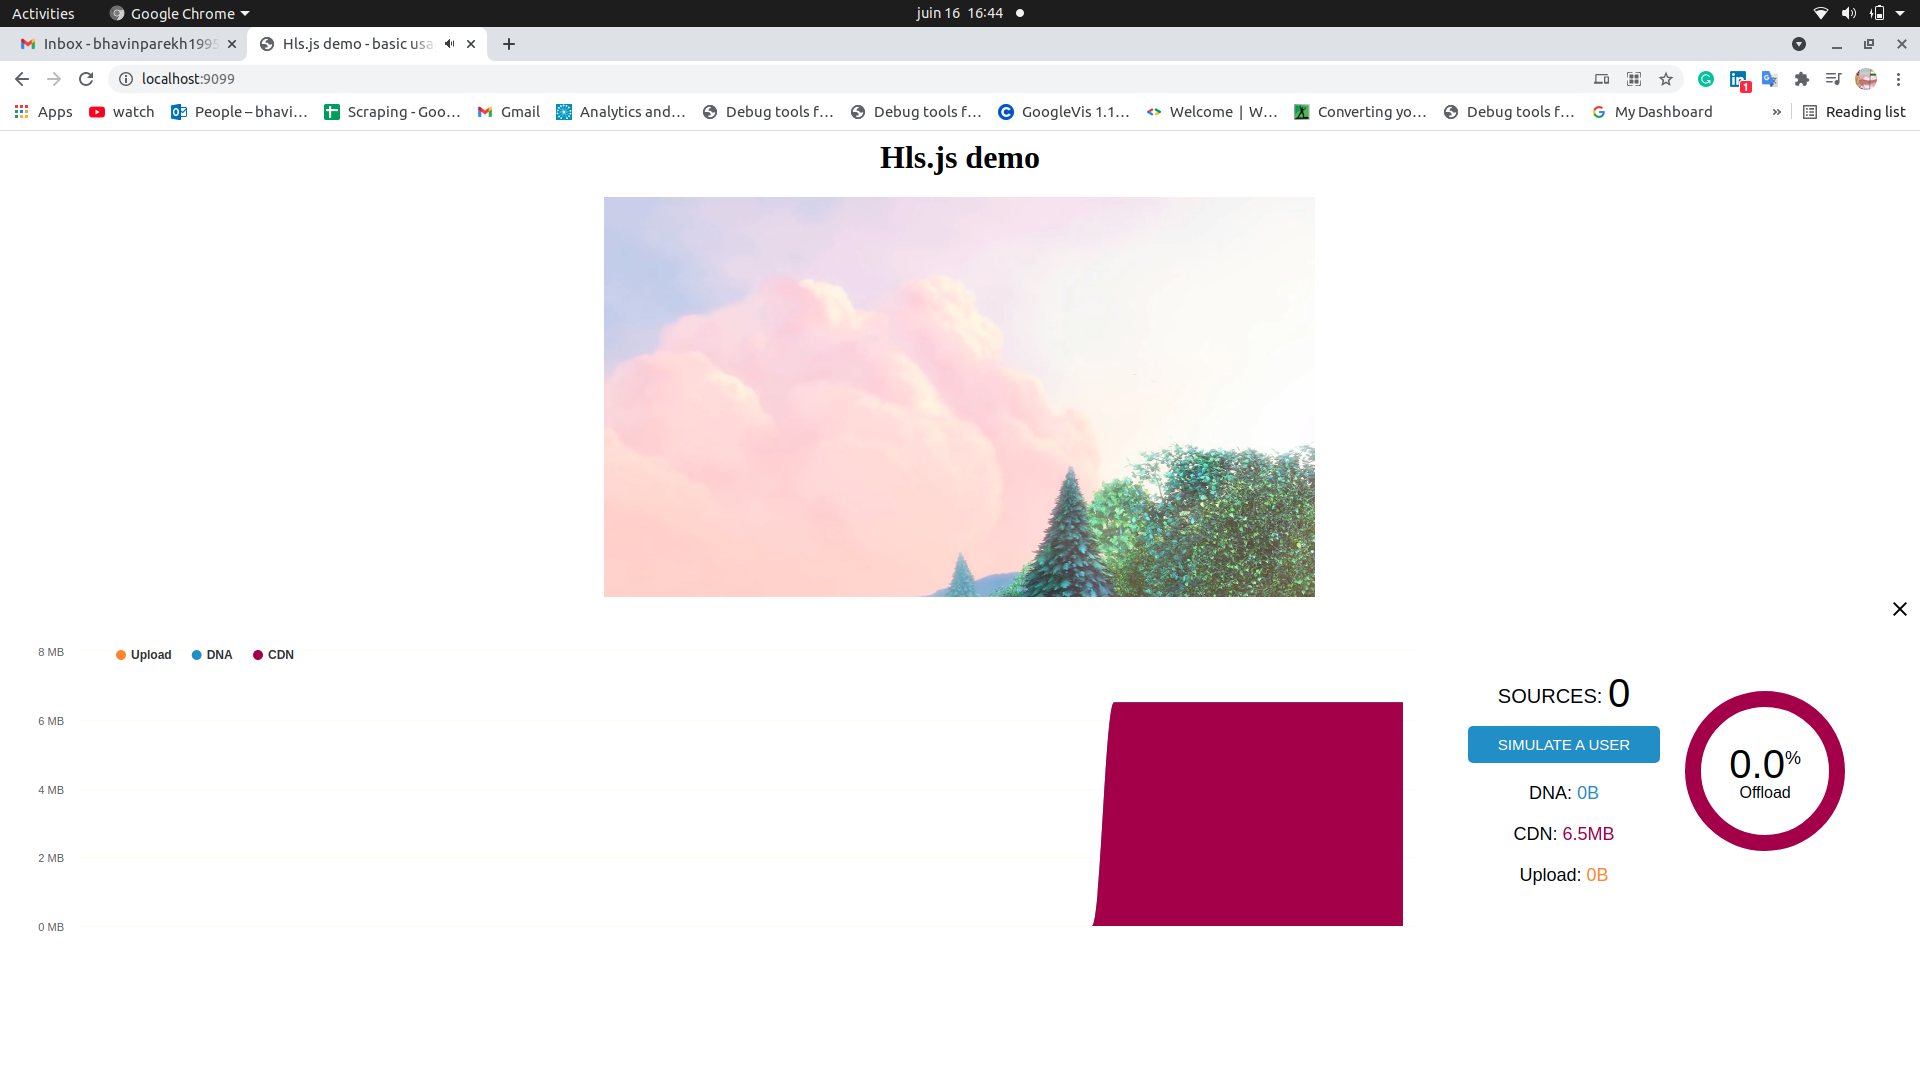 Activities Google Chrome juin 16 16:44
Inbox - bhavinparekh1995 Hls.js demo - basic usa
localhost:9099
Apps watch People – bhavi… Scraping - Goo… Gmail Analytics and… Debug tools f… Debug tools f… GoogleVis 1.1… Welcome | W… Converting yo… Debug tools f… My Dashboard » Reading list
1
Hls.js demo
8 MB
Upload DNA CDN
6 MB
4 MB
2 MB
0 MB
SOURCES: 0
SIMULATE A USER
DNA: 0B
CDN: 6.5MB
Upload: 0B
0.0%
Offload